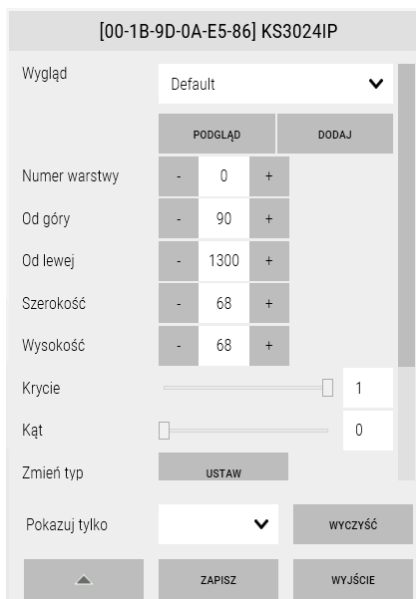 [00-1B-9D-0A-E5-86] KS3024IP
Wygląd Default
PODGLĄD DODAJ
Numer warstwy - 0 +
Od góry - 90 +
Od lewej - 1300 +
Szerokość - 68 +
Wysokość - 68 +
Krycie 1
Kąt 0
Zmień typ USTAW
Pokazuj tylko WYCZYŚĆ
ZAPISZ WYJŚCIE